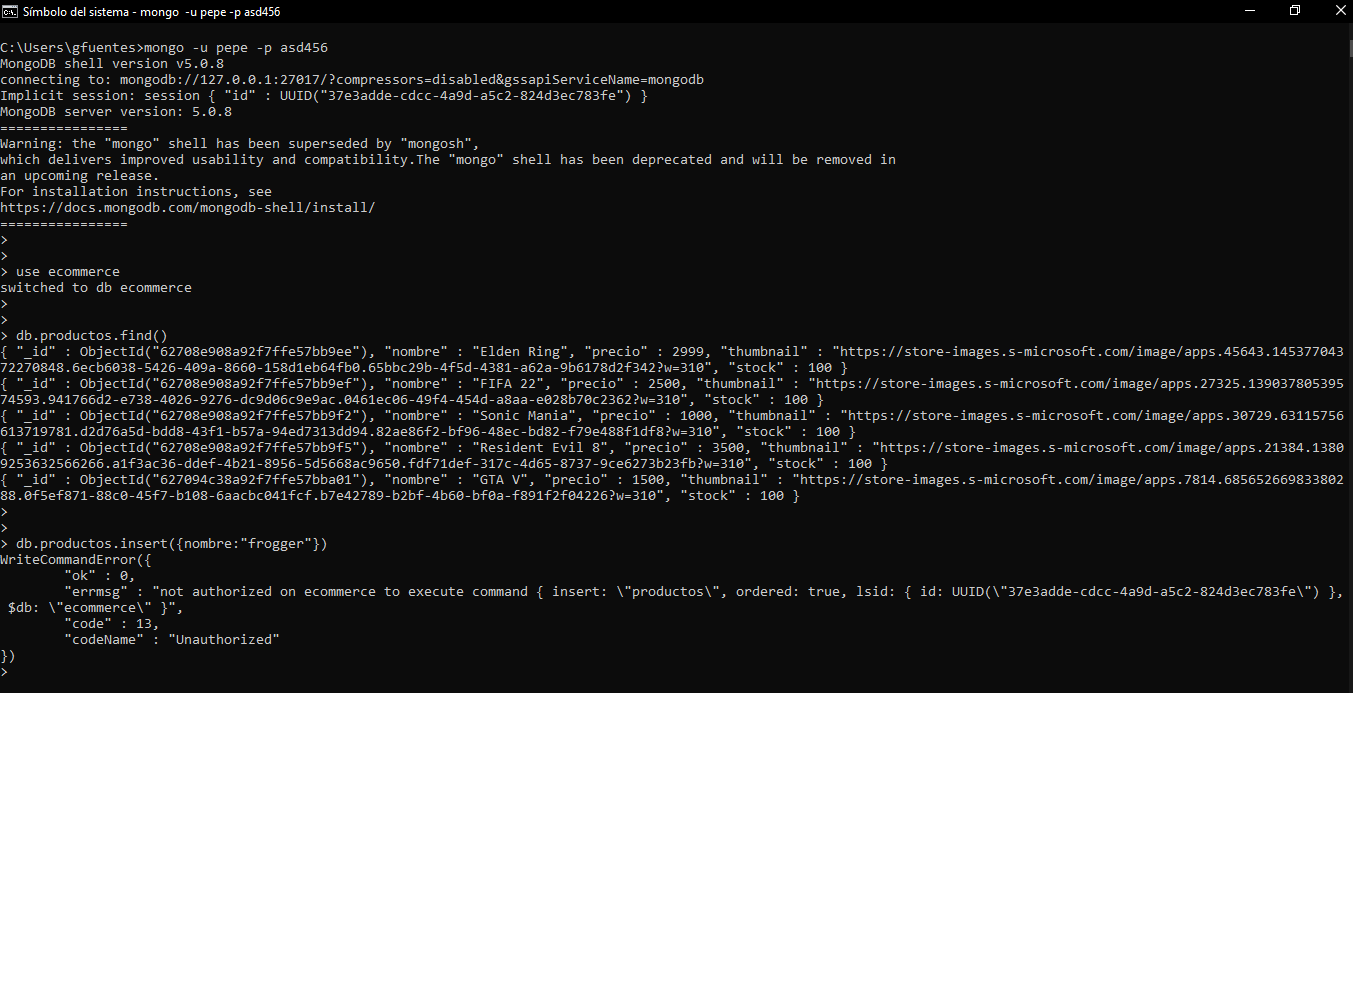 Símbolo del sistema - mongo  -u pepe -p asd456
C:\Users\gfuentes>mongo -u pepe -p asd456
MongoDB shell version v5.0.8
connecting to: mongodb://127.0.0.1:27017/?compressors=disabled&gssapiServiceName=mongodb
Implicit session: session { "id" : UUID("37e3adde-cdcc-4a9d-a5c2-824d3ec783fe") }
MongoDB server version: 5.0.8
================
Warning: the "mongo" shell has been superseded by "mongosh",
which delivers improved usability and compatibility.The "mongo" shell has been deprecated and will be removed in
an upcoming release.
For installation instructions, see
https://docs.mongodb.com/mongodb-shell/install/
================
>
>
> use ecommerce
switched to db ecommerce
>
>
> db.productos.find()
{ "_id" : ObjectId("62708e908a92f7ffe57bb9ee"), "nombre" : "Elden Ring", "precio" : 2999, "thumbnail" : "https://store-images.s-microsoft.com/image/apps.45643.145377043
72270848.6ecb6038-5426-409a-8660-158d1eb64fb0.65bbc29b-4f5d-4381-a62a-9b6178d2f342?w=310", "stock" : 100 }
{ "_id" : ObjectId("62708e908a92f7ffe57bb9ef"), "nombre" : "FIFA 22", "precio" : 2500, "thumbnail" : "https://store-images.s-microsoft.com/image/apps.27325.139037805395
74593.941766d2-e738-4026-9276-dc9d06c9e9ac.0461ec06-49f4-454d-a8aa-e028b70c2362?w=310", "stock" : 100 }
{ "_id" : ObjectId("62708e908a92f7ffe57bb9f2"), "nombre" : "Sonic Mania", "precio" : 1000, "thumbnail" : "https://store-images.s-microsoft.com/image/apps.30729.63115756
613719781.d2d76a5d-bdd8-43f1-b57a-94ed7313dd94.82ae86f2-bf96-48ec-bd82-f79e488f1df8?w=310", "stock" : 100 }
{ "_id" : ObjectId("62708e908a92f7ffe57bb9f5"), "nombre" : "Resident Evil 8", "precio" : 3500, "thumbnail" : "https://store-images.s-microsoft.com/image/apps.21384.1380
9253632566266.a1f3ac36-ddef-4b21-8956-5d5668ac9650.fdf71def-317c-4d65-8737-9ce6273b23fb?w=310", "stock" : 100 }
{ "_id" : ObjectId("627094c38a92f7ffe57bba01"), "nombre" : "GTA V", "precio" : 1500, "thumbnail" : "https://store-images.s-microsoft.com/image/apps.7814.685652669833802
88.0f5ef871-88c0-45f7-b108-6aacbc041fcf.b7e42789-b2bf-4b60-bf0a-f891f2f04226?w=310", "stock" : 100 }
>
>
> db.productos.insert({nombre:"frogger"})
WriteCommandError({
        "ok" : 0,
        "errmsg" : "not authorized on ecommerce to execute command { insert: \"productos\", ordered: true, lsid: { id: UUID(\"37e3adde-cdcc-4a9d-a5c2-824d3ec783fe\") },
 $db: \"ecommerce\" }",
        "code" : 13,
        "codeName" : "Unauthorized"
})
>